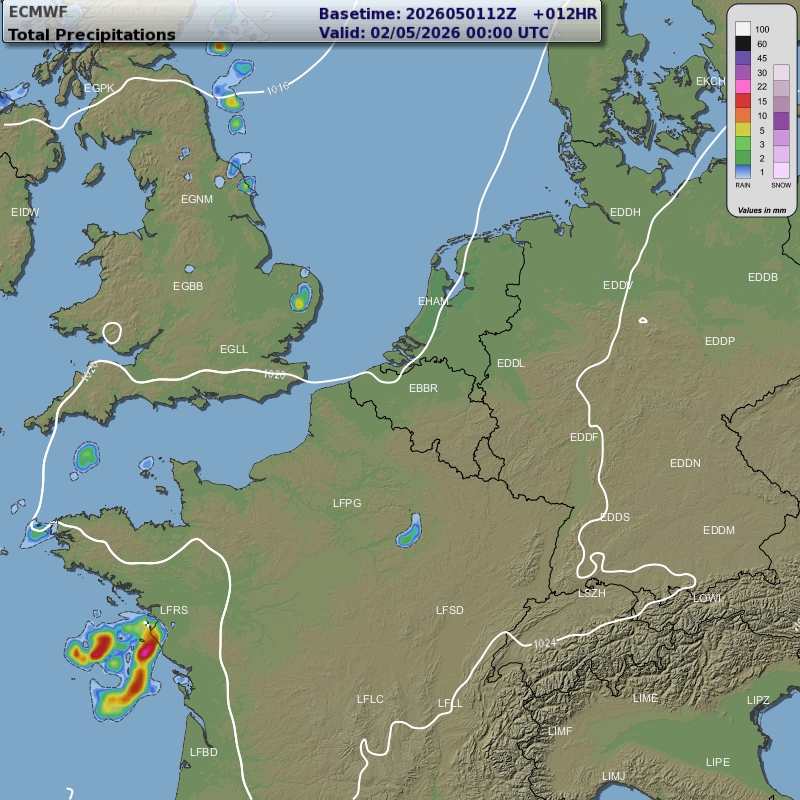 ECMWF
Basetime: 2026050112Z   +012HR
Total Precipitations
Valid: 02/05/2026 00:00 UTC
100
60
45
30
22
15
10
5
3
2
1
RAIN
SNOW
Values in mm
EGPK
1016
EKCH
EGNM
EIDW
EDDH
EDDB
EGBB
EDDV
EHAM
EDDP
EGLL
EDDL
1020
1020
EBBR
EDDF
EDDN
LFPG
EDDS
EDDM
LSZH
LOWI
LFRS
LFSD
1024
LFLC
LFLL
LIME
LIPZ
LIMF
LFBD
LIPE
LIMJ